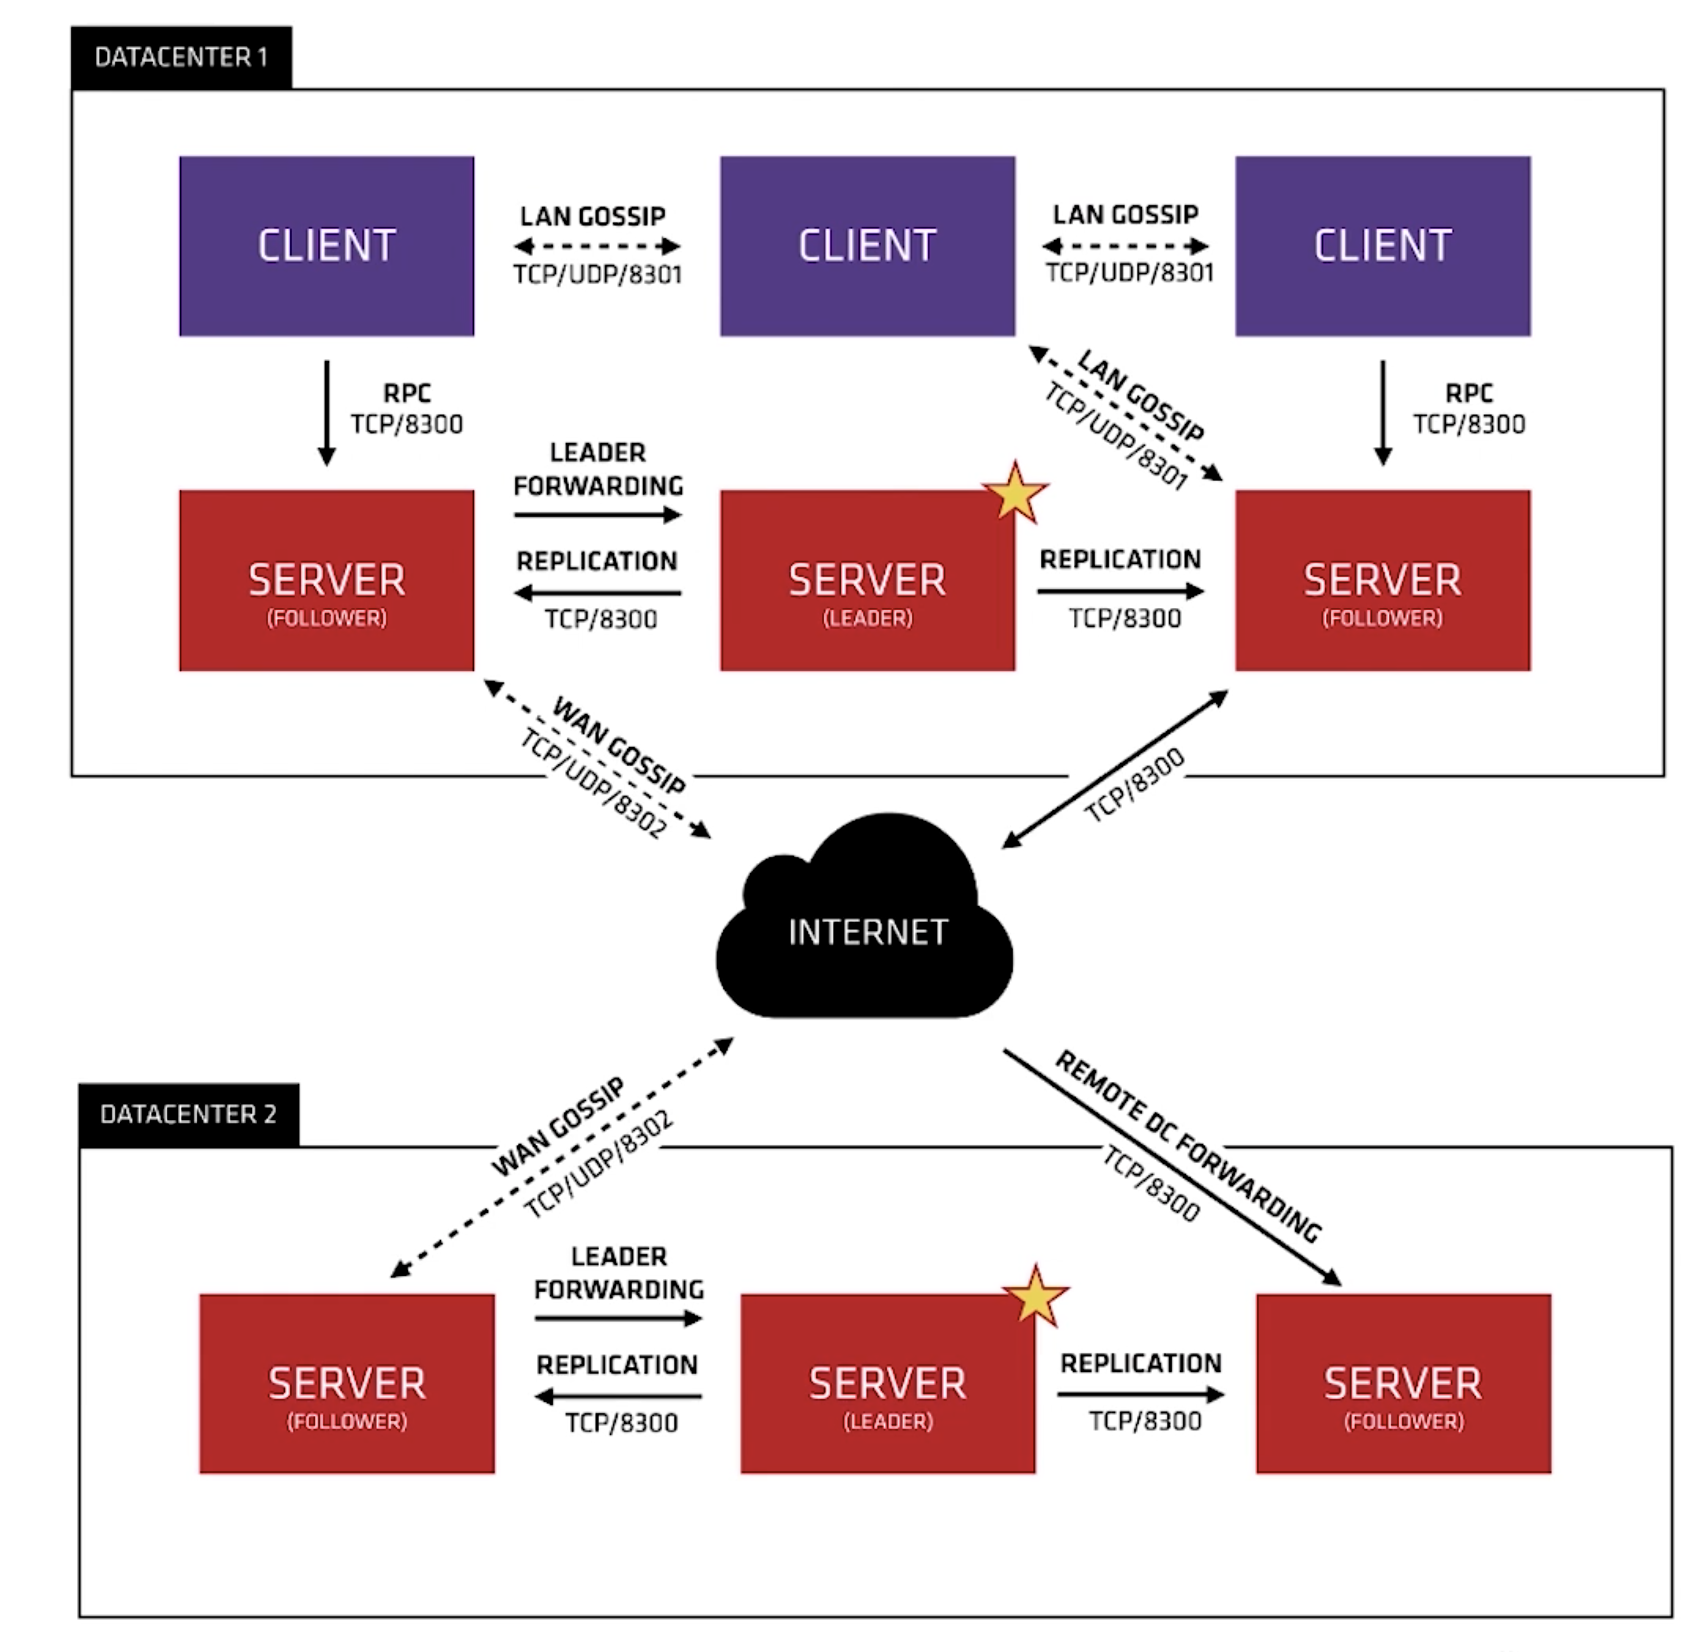 DATACENTER 1
CLIENT
LAN GOSSIP
TCP/UDP/8301
CLIENT
LAN GOSSIP
TCP/UDP/8301
CLIENT
RPC
TCP/8300
LAN GOSSIP
TCP/UDP/8301
RPC
TCP/8300
LEADER
FORWARDING
SERVER
(FOLLOWER)
REPLICATION
TCP/8300
SERVER
(LEADER)
REPLICATION
TCP/8300
SERVER
(FOLLOWER)
WAN GOSSIP
TCP/UDP/8302
TCP/8300
INTERNET
DATACENTER 2
WAN GOSSIP
TCP/UDP/8302
REMOTE DC FORWARDING
TCP/8300
LEADER
FORWARDING
SERVER
(FOLLOWER)
REPLICATION
TCP/8300
SERVER
(LEADER)
REPLICATION
TCP/8300
SERVER
(FOLLOWER)